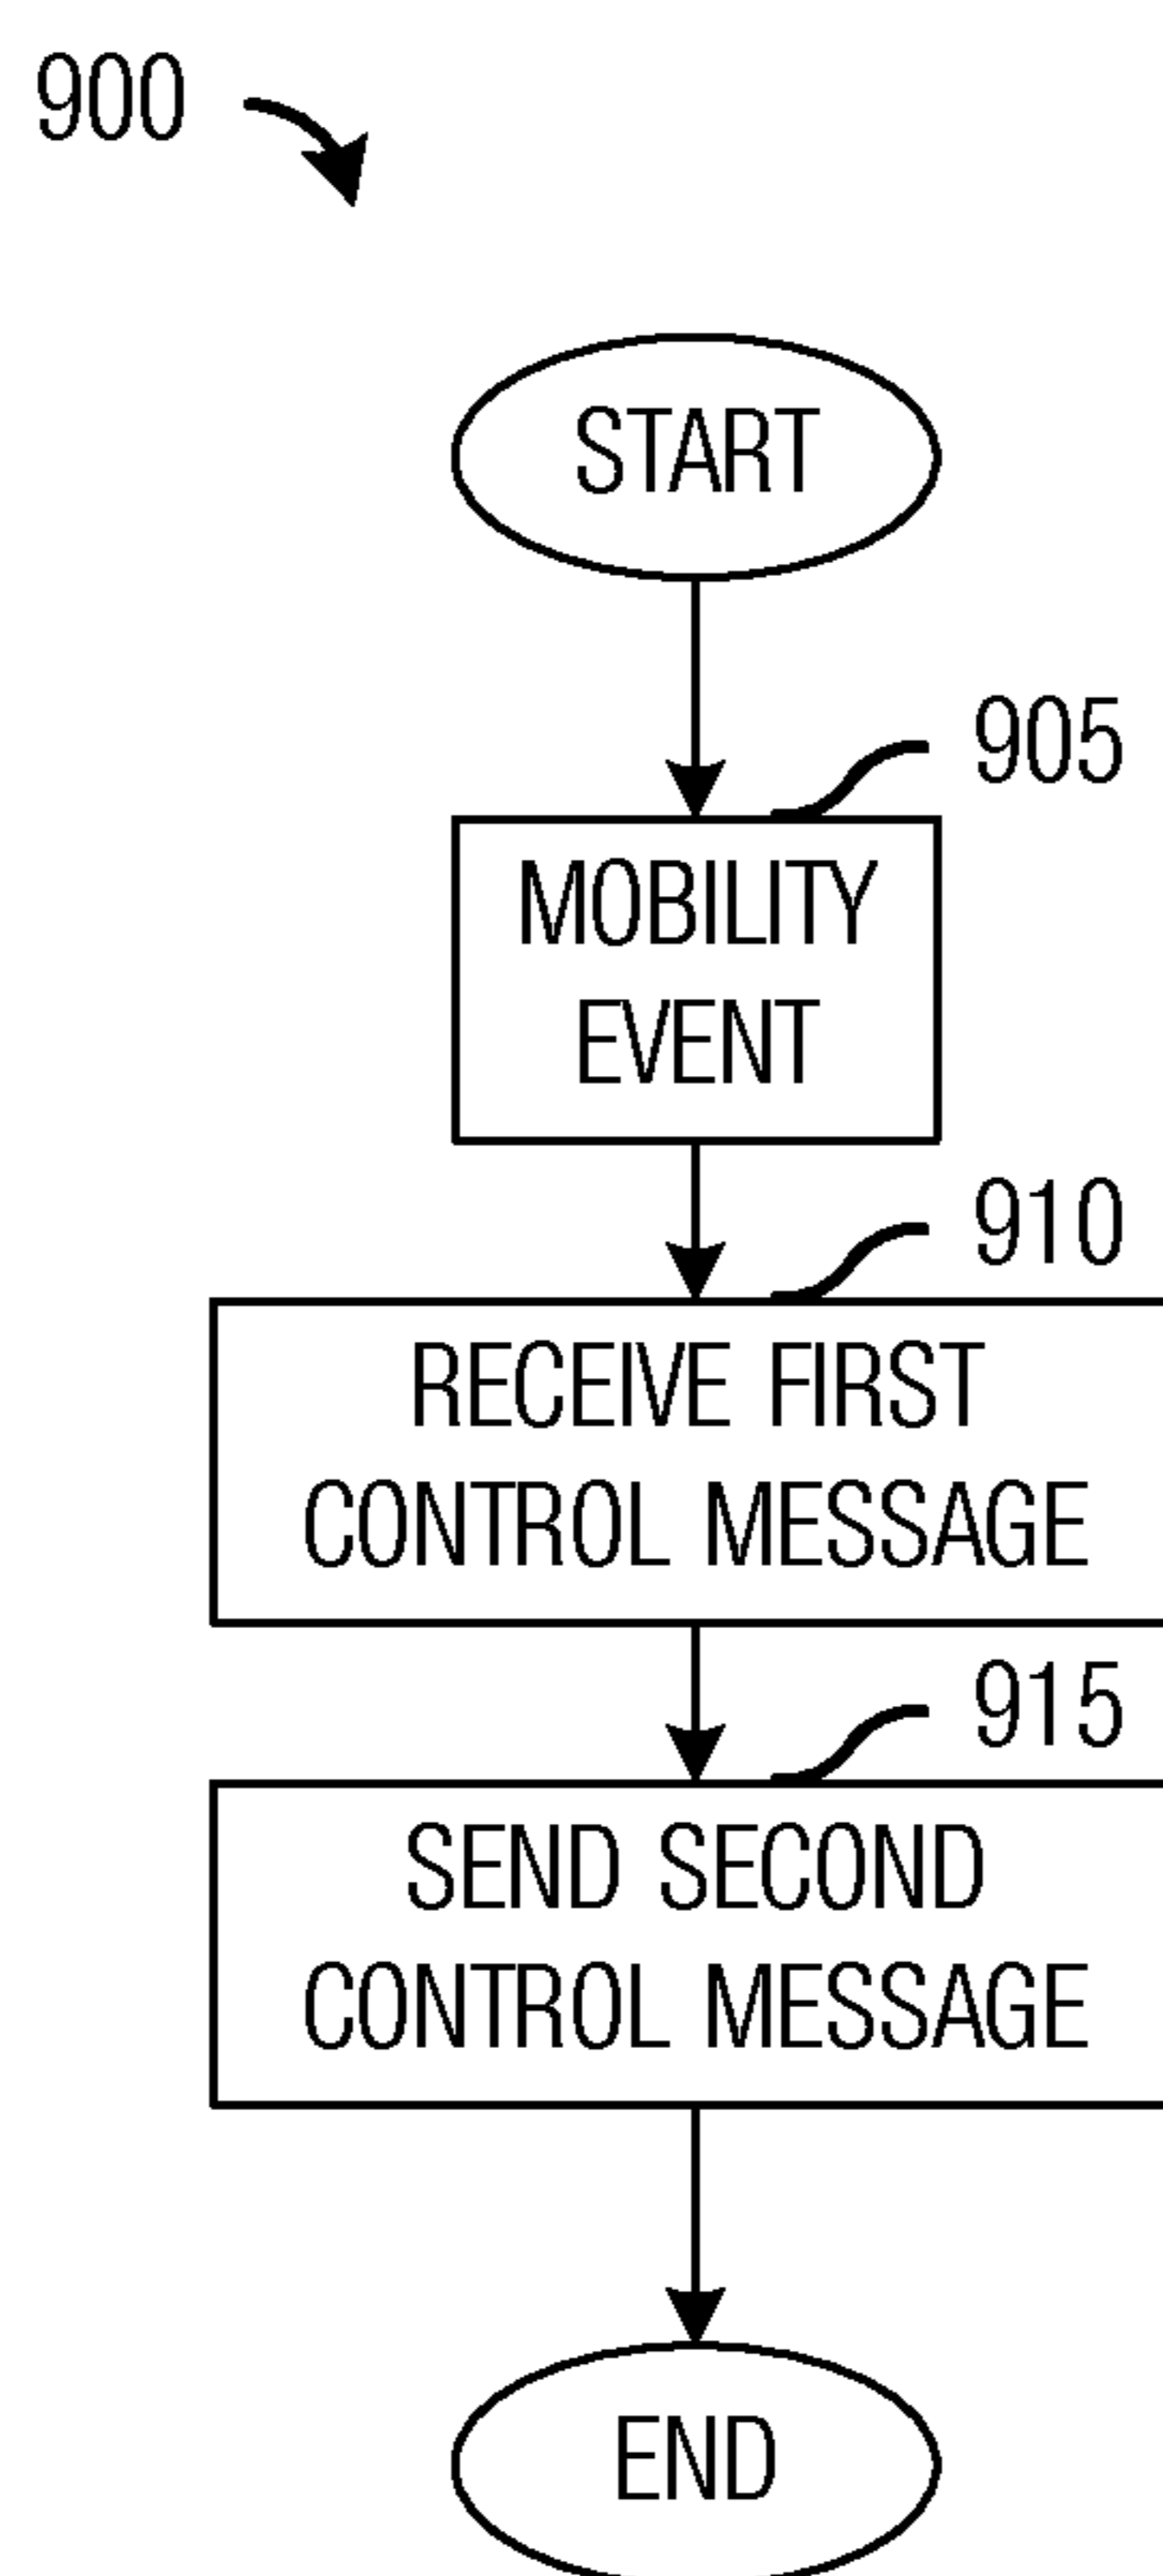 900
START
905
MOBILITY
EVENT
910
RECEIVE FIRST
CONTROL MESSAGE
915
SEND SECOND
CONTROL MESSAGE
END